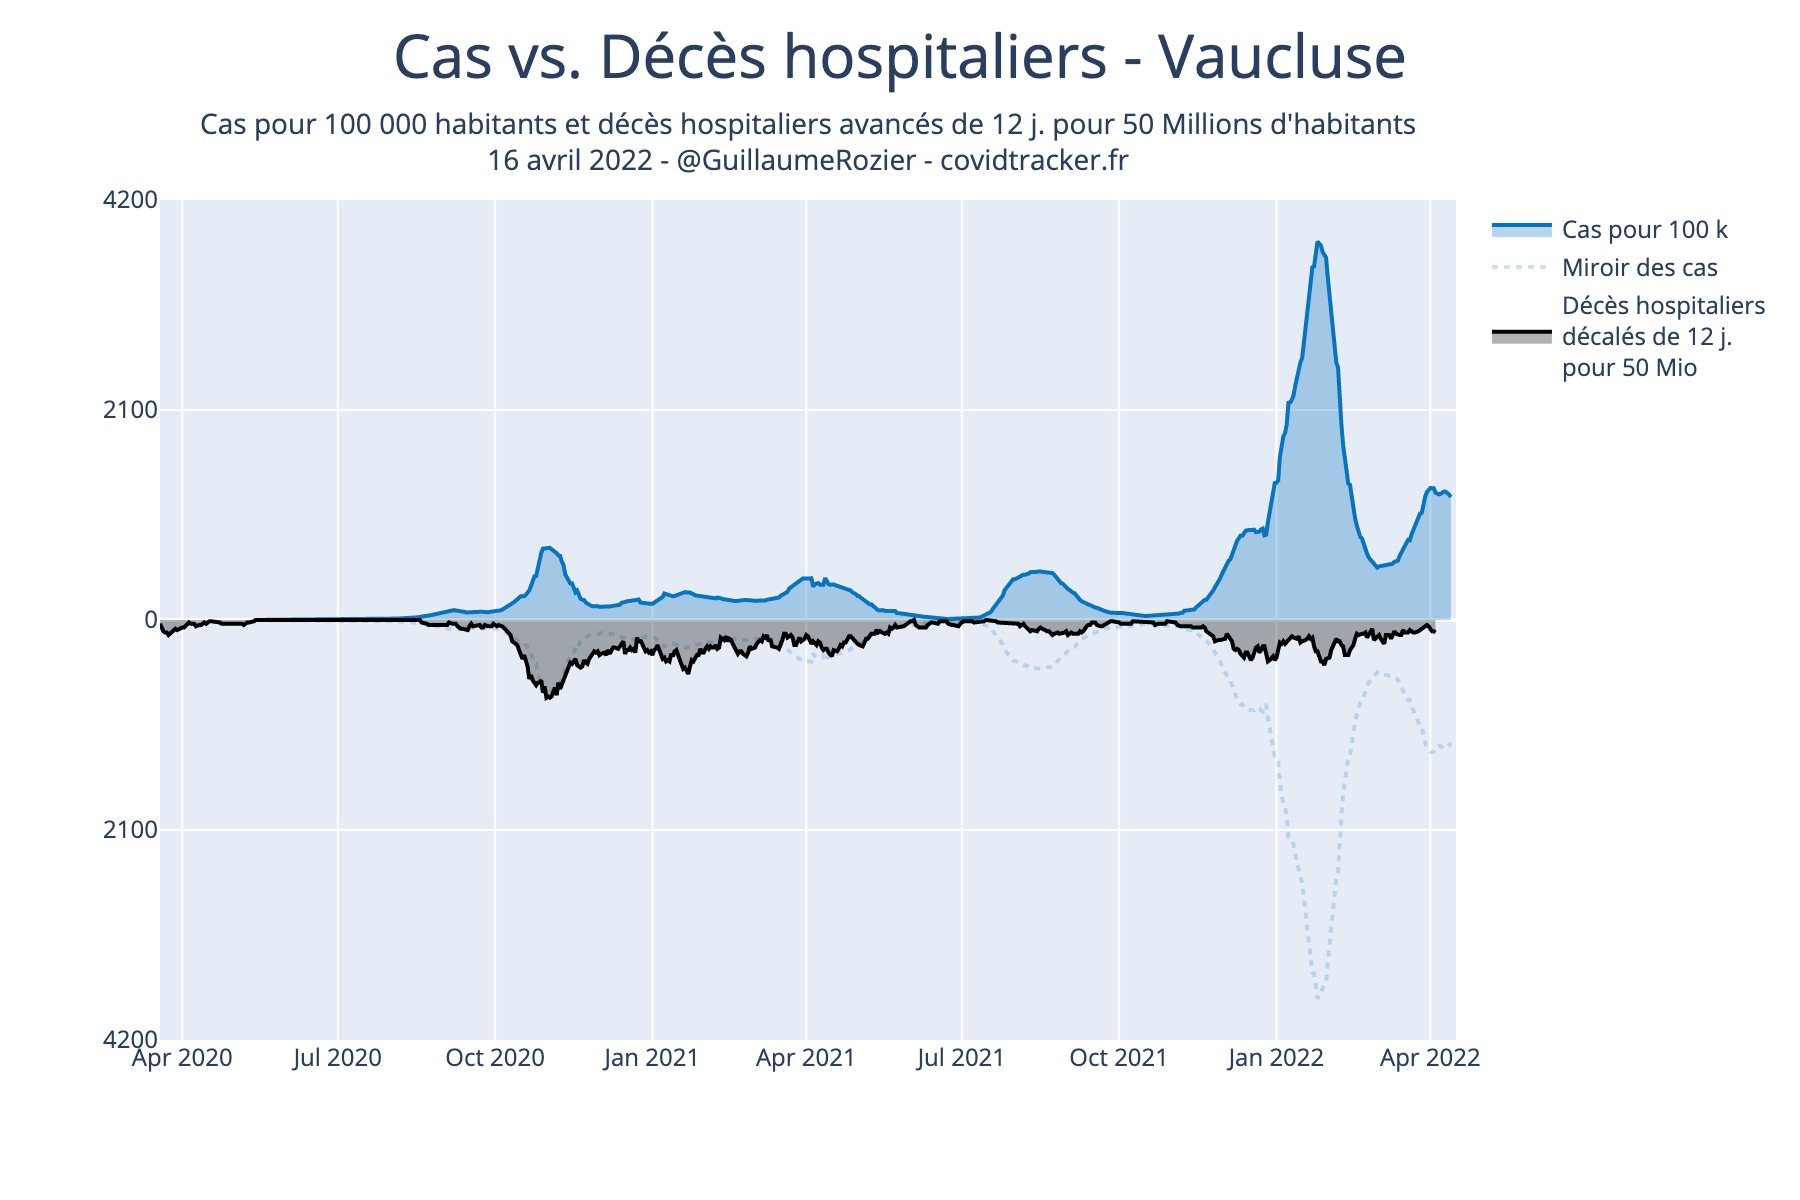 Cas vs. Décès hospitaliers - Vaucluse
Cas pour 100 000 habitants et décès hospitaliers avancés de 12 j. pour 50 Millions d'habitants
16 avril 2022 - @GuillaumeRozier - covidtracker.fr
4200
2100
0
2100
4200
Apr 2020
Jul 2020
Oct 2020
Jan 2021
Apr 2021
Jul 2021
Oct 2021
Jan 2022
Apr 2022
Cas pour 100 k
Miroir des cas
Décès hospitaliers
décalés de 12 j.
pour 50 Mio